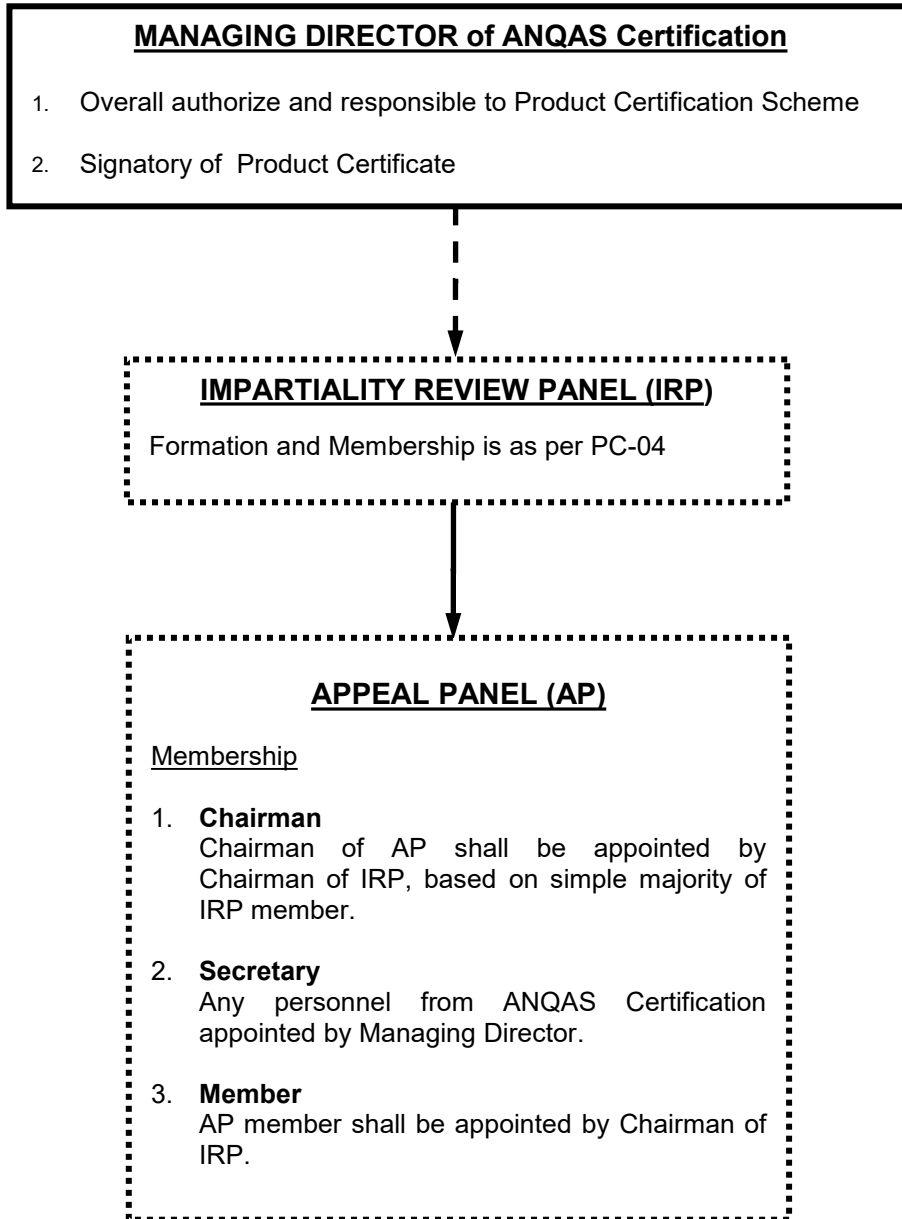 MANAGING DIRECTOR of ANQAS Certification
1. Overall authorize and responsible to Product Certification Scheme
2. Signatory of Product Certificate
IMPARTIALITY REVIEW PANEL (IRP)
Formation and Membership is as per PC-04
APPEAL PANEL (AP)
Membership
1. Chairman
Chairman of AP shall be appointed by
Chairman of IRP, based on simple majority of
IRP member.
2. Secretary
Any personnel from ANQAS Certification
appointed by Managing Director.
3. Member
AP member shall be appointed by Chairman of
IRP.